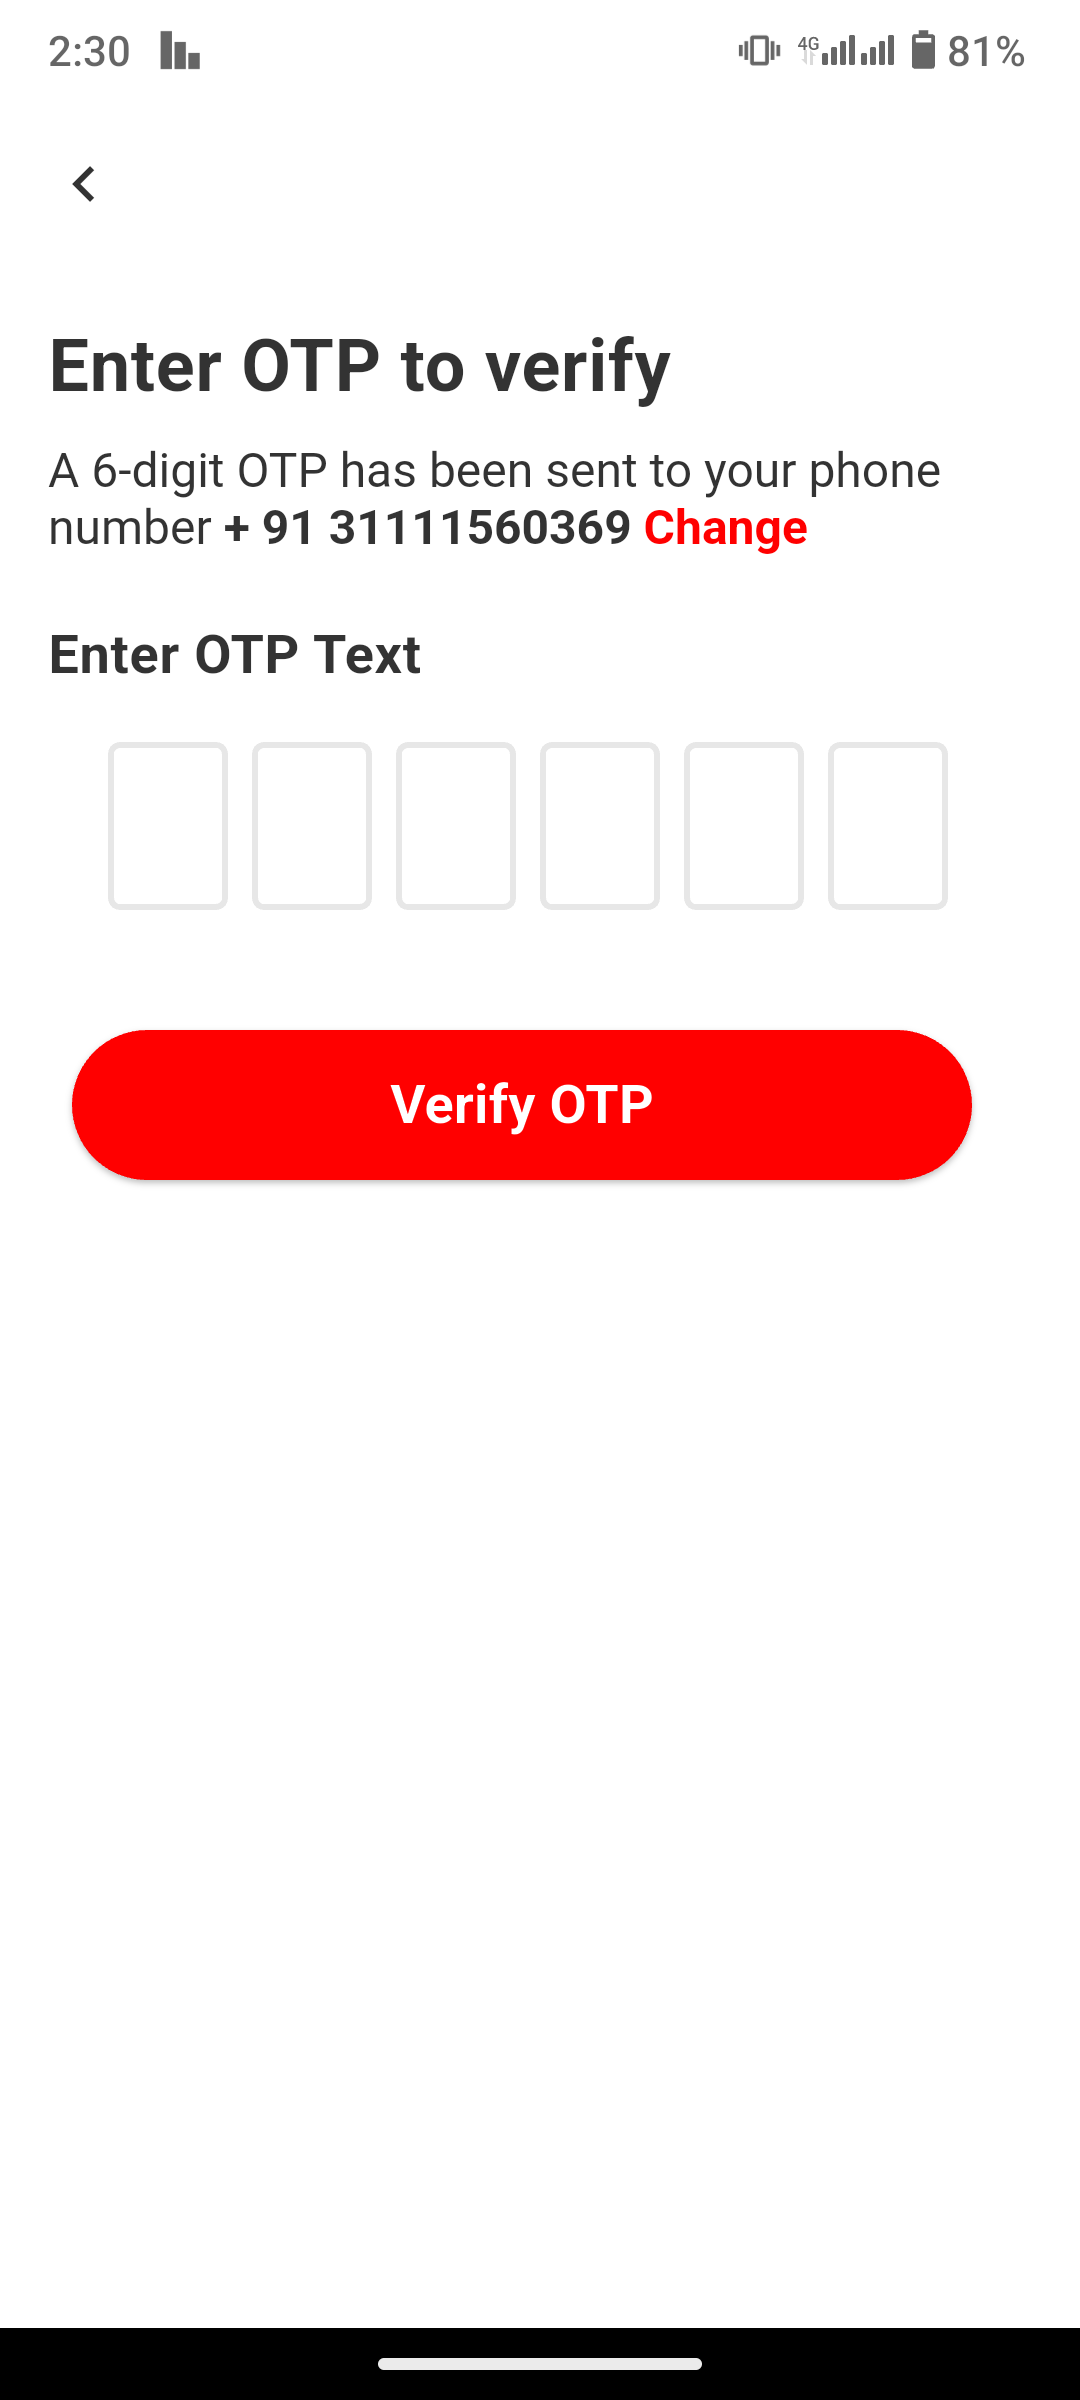 2:30
4G
81%
Enter OTP to verify
A 6-digit OTP has been sent to your phone
number + 91 31111560369 Change
Enter OTP Text
Verify OTP